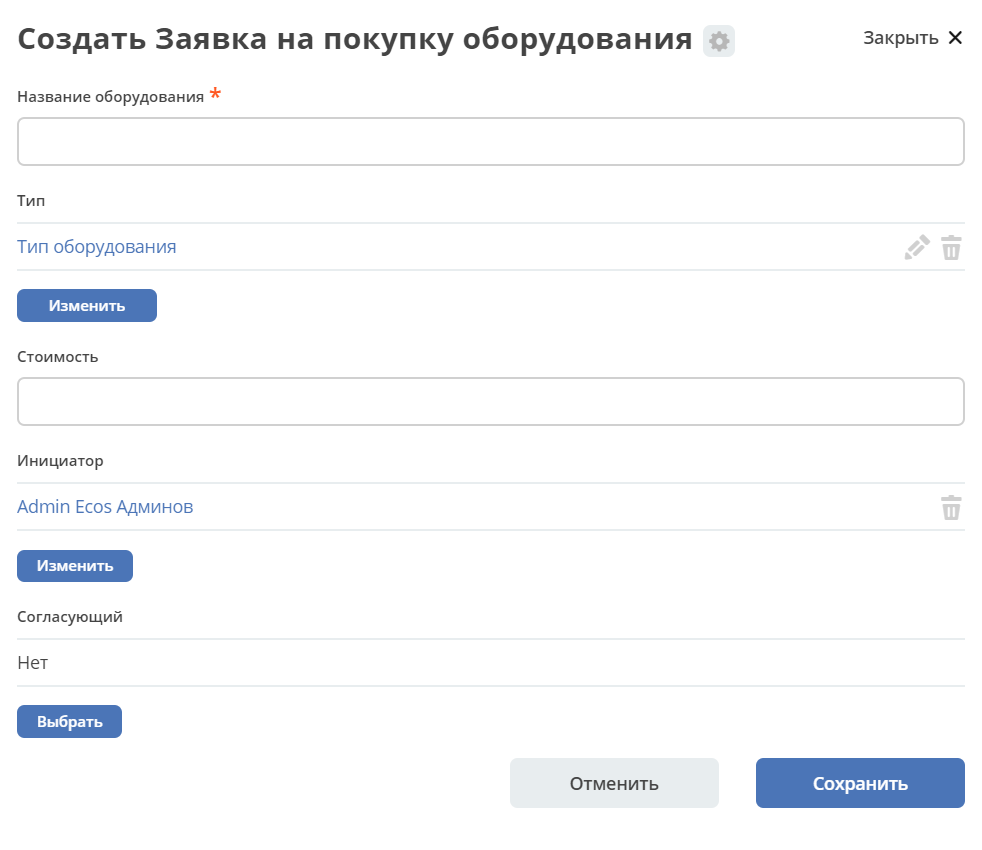 Создать Заявка на покупку оборудования
Закрыть ✕
Название оборудования *
Тип
Тип оборудования
Изменить
Стоимость
Инициатор
Admin Ecos Админов
Изменить
Согласующий
Нет
Выбрать
Отменить
Сохранить